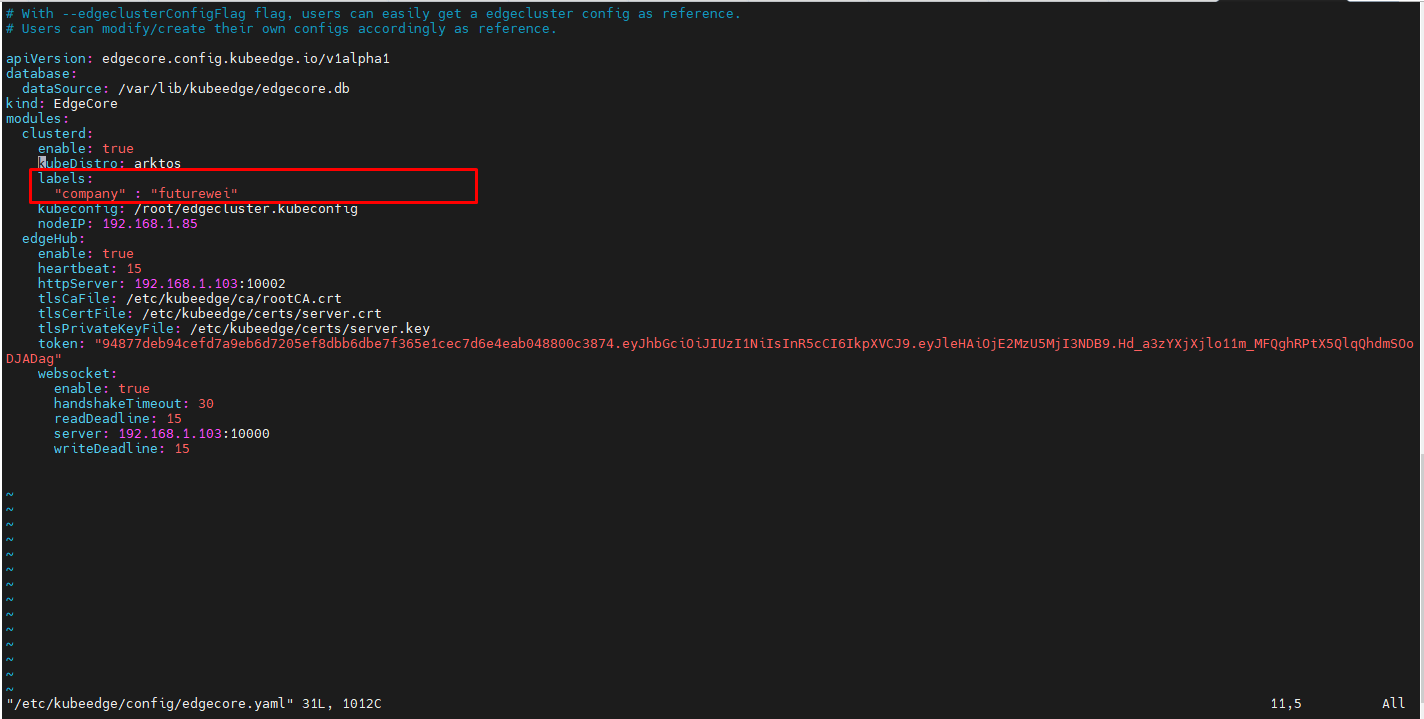 # With --edgeclusterConfigFlag flag, users can easily get a edgecluster config as reference.
# Users can modify/create their own configs accordingly as reference.
apiVersion: edgecore.config.kubeedge.io/v1alpha1
database:
  dataSource: /var/lib/kubeedge/edgecore.db
kind: EdgeCore
modules:
  clusterd:
    enable: true
    kubeDistro: arktos
    labels:
      "company" : "futurewei"
    kubeconfig: /root/edgecluster.kubeconfig
    nodeIP: 192.168.1.85
  edgeHub:
    enable: true
    heartbeat: 15
    httpServer: 192.168.1.103:10002
    tlsCaFile: /etc/kubeedge/ca/rootCA.crt
    tlsCertFile: /etc/kubeedge/certs/server.crt
    tlsPrivateKeyFile: /etc/kubeedge/certs/server.key
    token: "94877deb94cefd7a9eb6d7205ef8dbb6dbe7f365e1cec7d6e4eab048800c3874.eyJhbGciOiJIUzI1NiIsInR5cCI6IkpXVCJ9.eyJleHAiOjE2MzU5MjI3NDB9.Hd_a3zYXjXjlo11m_MFQghRPtX5QlqQhdmSOo
DJADag"
    websocket:
      enable: true
      handshakeTimeout: 30
      readDeadline: 15
      server: 192.168.1.103:10000
      writeDeadline: 15
~
~
~
~
~
~
~
~
~
~
~
~
~
~
"/etc/kubeedge/config/edgecore.yaml" 31L, 1012C 11,5 All